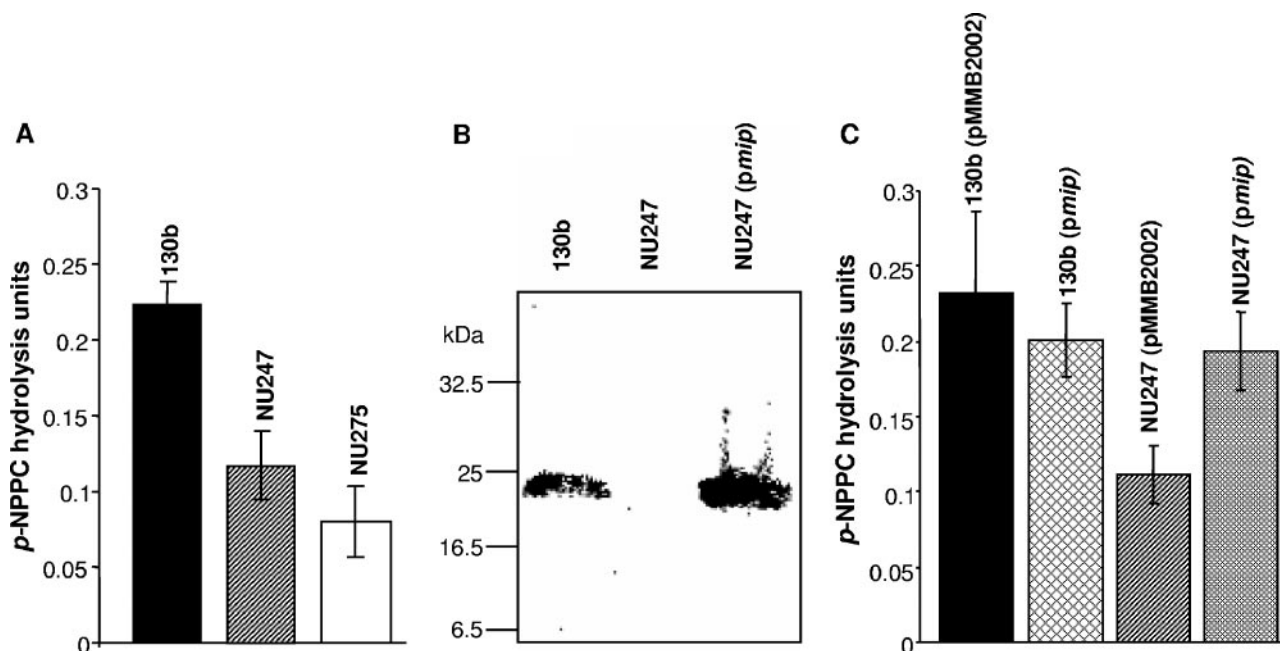 A
p-NPPC hydrolysis units
0.3
0.25
0.2
0.15
0.1
0.05
0
130b
NU247
NU275
B
130b
NU247
NU247 (pmip)
kDa
32.5
25
16.5
6.5
C
p-NPPC hydrolysis units
0.3
0.25
0.2
0.15
0.1
0.05
0
130b (pMMB2002)
130b (pmip)
NU247 (pMMB2002)
NU247 (pmip)